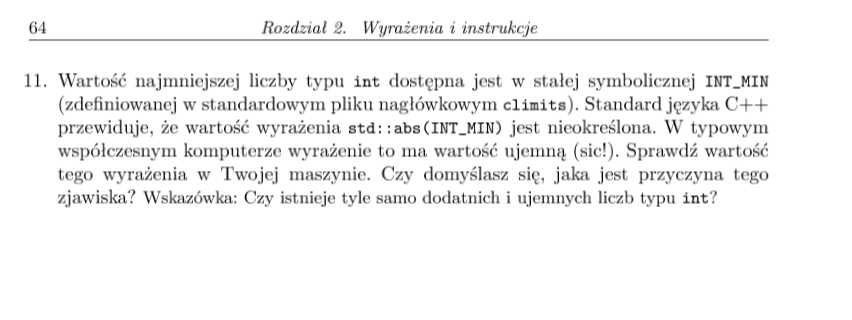 64 Rozdział 2. Wyrażenia i instrukcje
11. Wartość najmniejszej liczby typu int dostępna jest w stałej symbolicznej INT_MIN
(zdefiniowanej w standardowym pliku nagłówkowym climits). Standard języka C++
przewiduje, że wartość wyrażenia std::abs(INT_MIN) jest nieokreślona. W typowym
współczesnym komputerze wyrażenie to ma wartość ujemną (sic!). Sprawdź wartość
tego wyrażenia w Twojej maszynie. Czy domyślasz się, jaka jest przyczyna tego
zjawiska? Wskazówka: Czy istnieje tyle samo dodatnich i ujemnych liczb typu int?